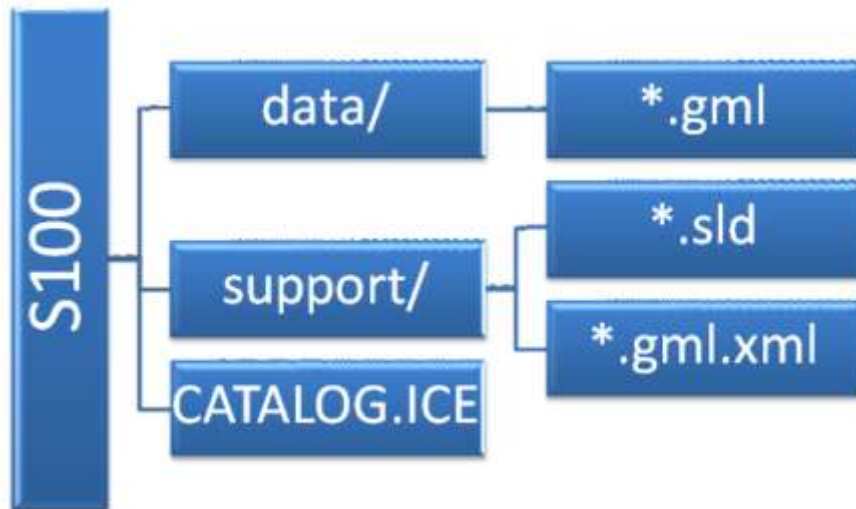 S100
data/
*.gml
support/
*.sld
*.gml.xml
CATALOG.ICE